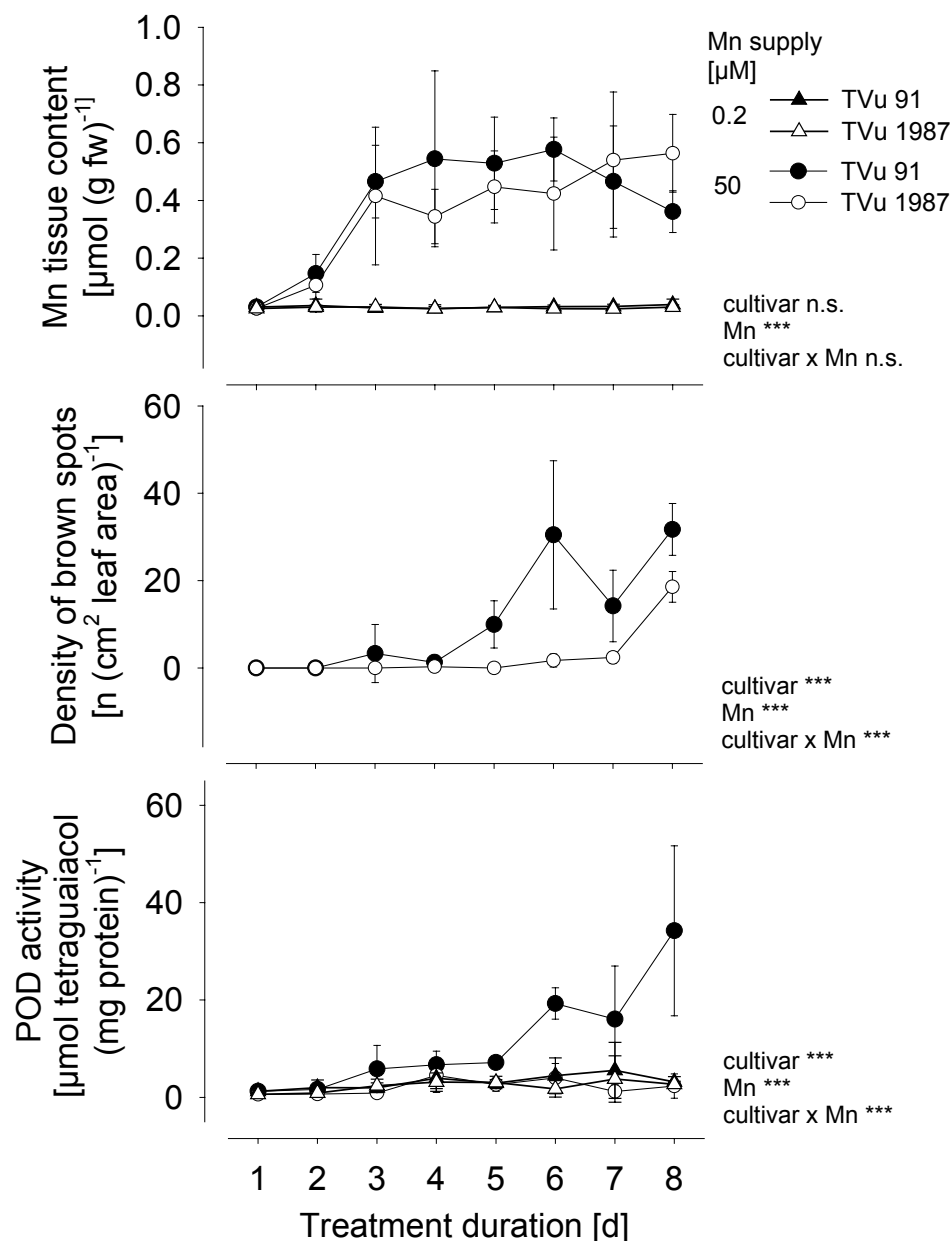 Mn supply
[µM]
0.2
TVu 91
TVu 1987
50
TVu 91
TVu 1987
Mn tissue content
[µmol (g fw)⁻¹]
1.0
0.8
0.6
0.4
0.2
0.0
cultivar n.s.
Mn ***
cultivar x Mn n.s.
Density of brown spots
[n (cm² leaf area)⁻¹]
60
40
20
0
cultivar ***
Mn ***
cultivar x Mn ***
POD activity
[µmol tetraguaiacol
(mg protein)⁻¹]
60
40
20
0
cultivar ***
Mn ***
cultivar x Mn ***
1 2 3 4 5 6 7 8
Treatment duration [d]